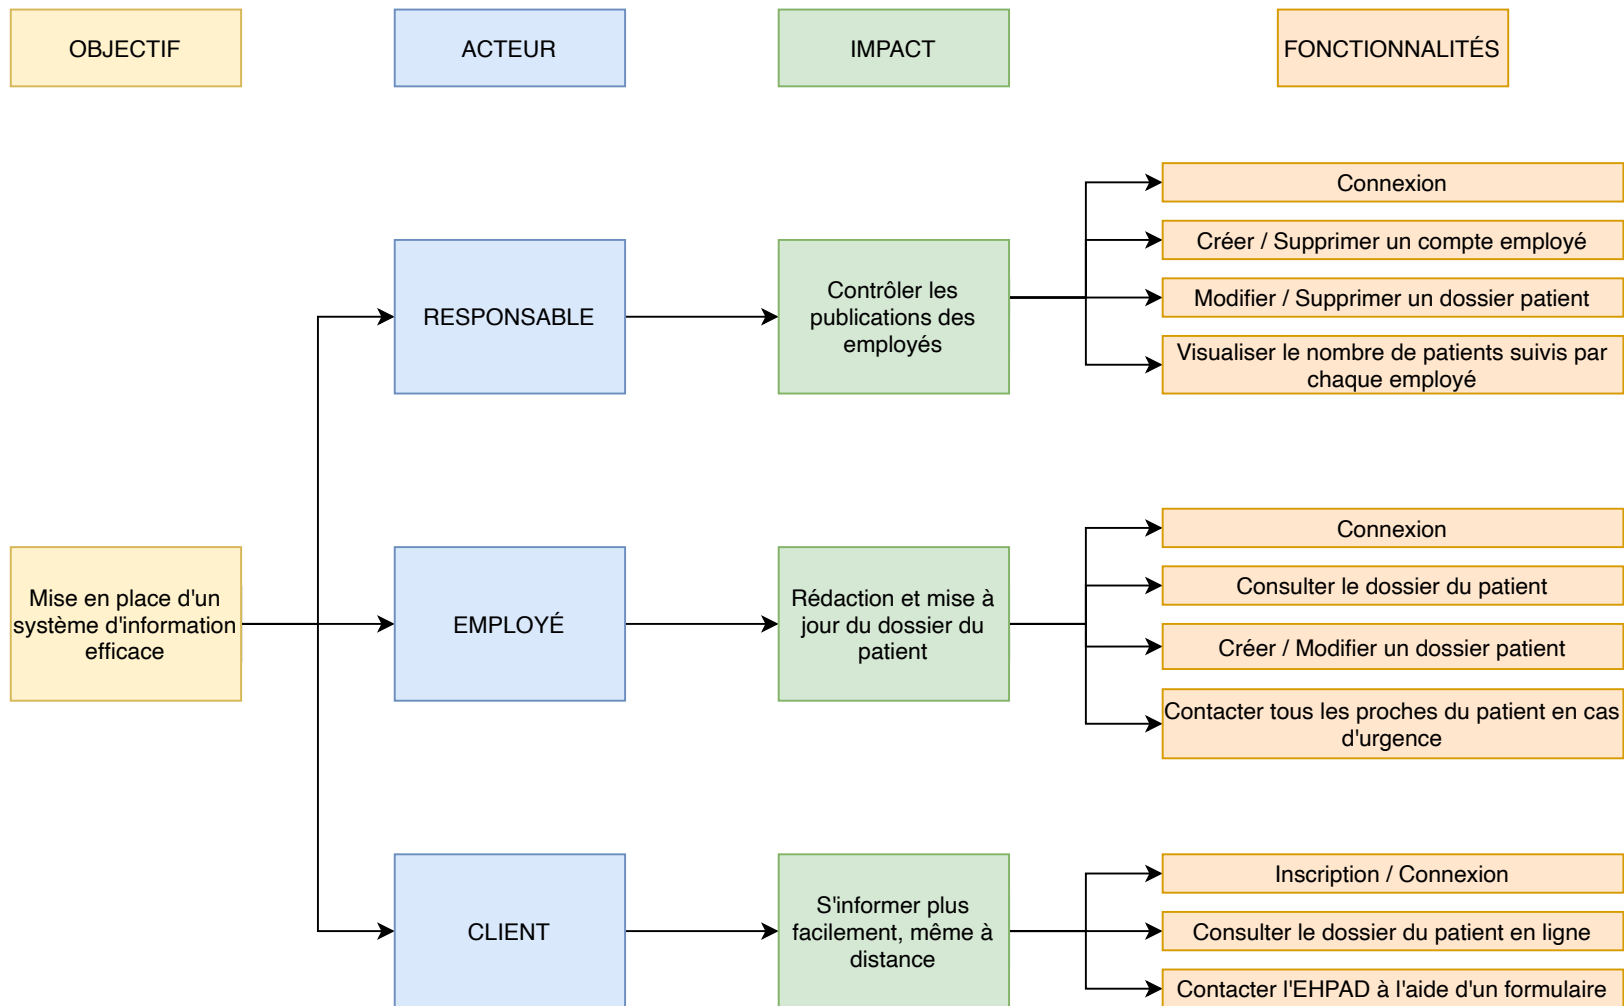 OBJECTIF
ACTEUR
IMPACT
FONCTIONNALITÉS
Connexion
Créer / Supprimer un compte employé
RESPONSABLE
Contrôler les
publications des
employés
Modifier / Supprimer un dossier patient
Visualiser le nombre de patients suivis par
chaque employé
Connexion
Mise en place d'un
système d'information
efficace
EMPLOYÉ
Rédaction et mise à
jour du dossier du
patient
Consulter le dossier du patient
Créer / Modifier un dossier patient
Contacter tous les proches du patient en cas
d'urgence
Inscription / Connexion
CLIENT
S'informer plus
facilement, même à
distance
Consulter le dossier du patient en ligne
Contacter l'EHPAD à l'aide d'un formulaire